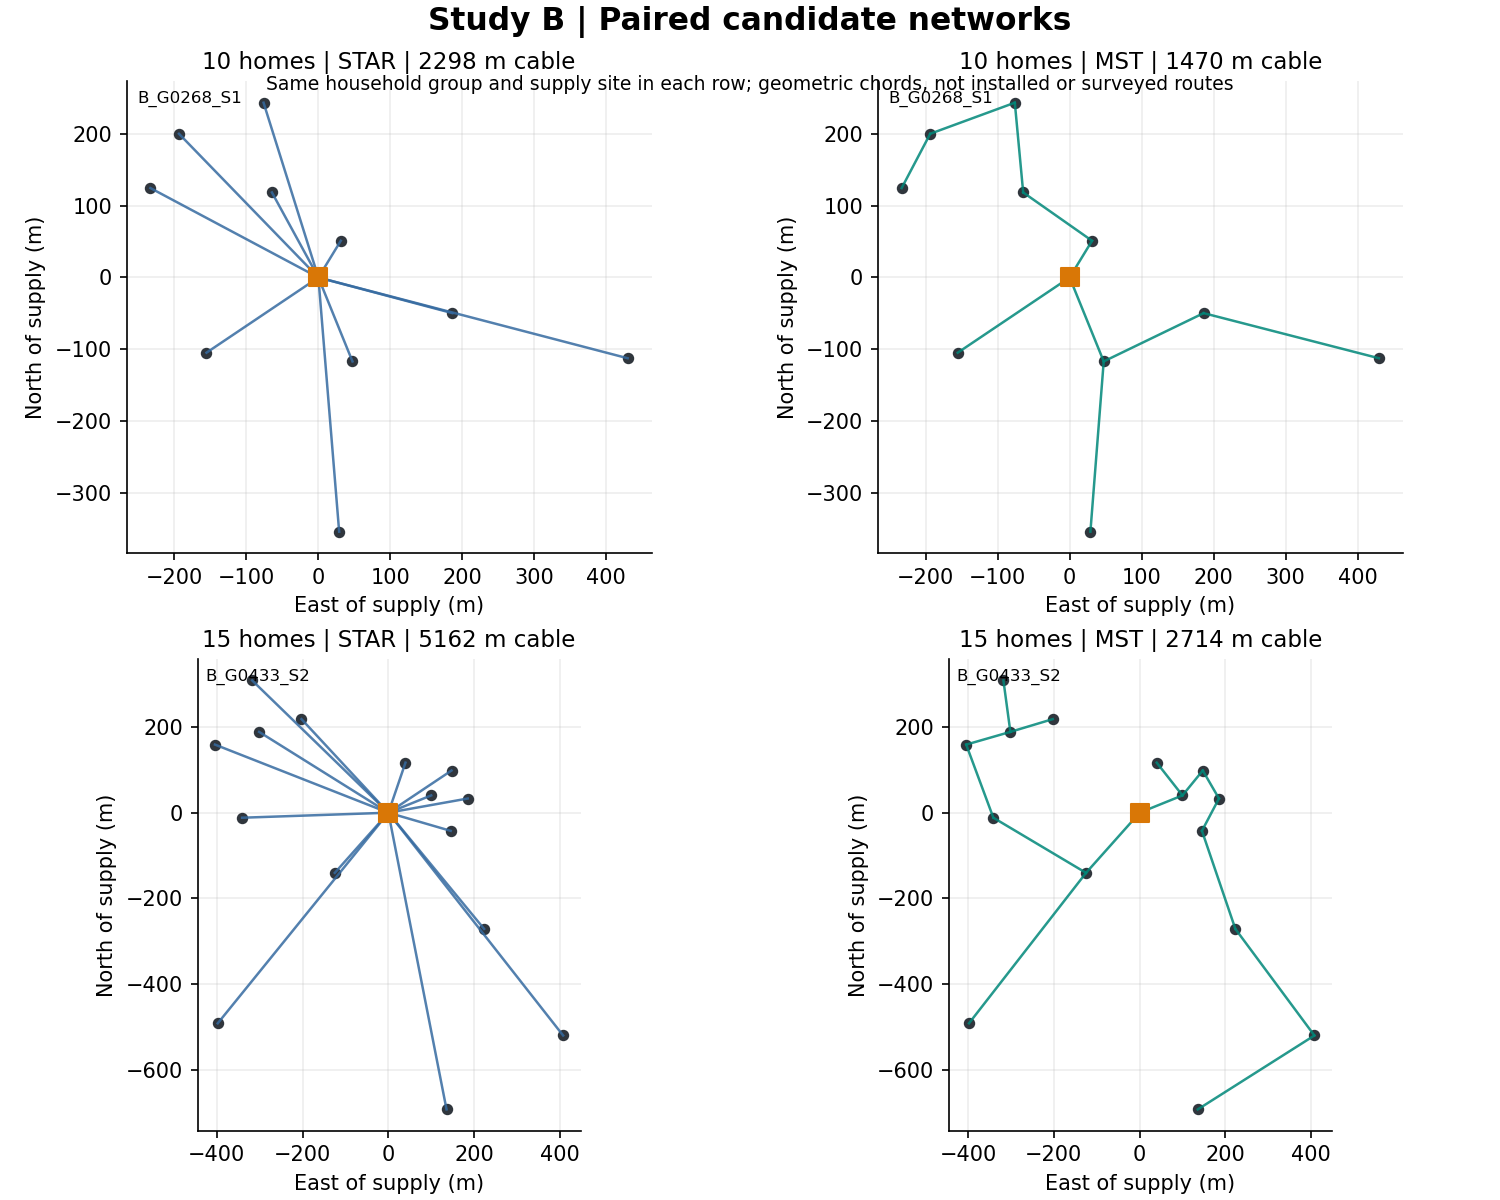 Study B | Paired candidate networks
10 homes | STAR | 2298 m cable
10 homes | MST | 1470 m cable
Same household group and supply site in each row; geometric chords, not installed or surveyed routes
B_G0268_S1
B_G0268_S1
North of supply (m)
200
100
0
−100
−200
−300
−200 −100 0 100 200 300 400
East of supply (m)
North of supply (m)
200
100
0
−100
−200
−300
−200 −100 0 100 200 300 400
East of supply (m)
15 homes | STAR | 5162 m cable
15 homes | MST | 2714 m cable
B_G0433_S2
B_G0433_S2
North of supply (m)
200
0
−200
−400
−600
−400 −200 0 200 400
East of supply (m)
North of supply (m)
200
0
−200
−400
−600
−400 −200 0 200 400
East of supply (m)